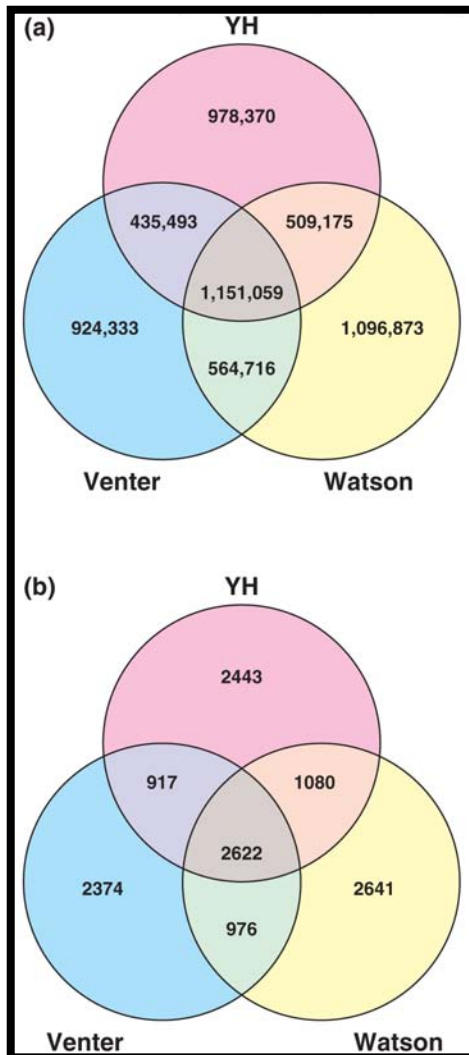 (a)
YH
978,370
435,493
509,175
1,151,059
924,333
1,096,873
564,716
Venter
Watson
(b)
YH
2443
917
1080
2622
2374
2641
976
Venter
Watson